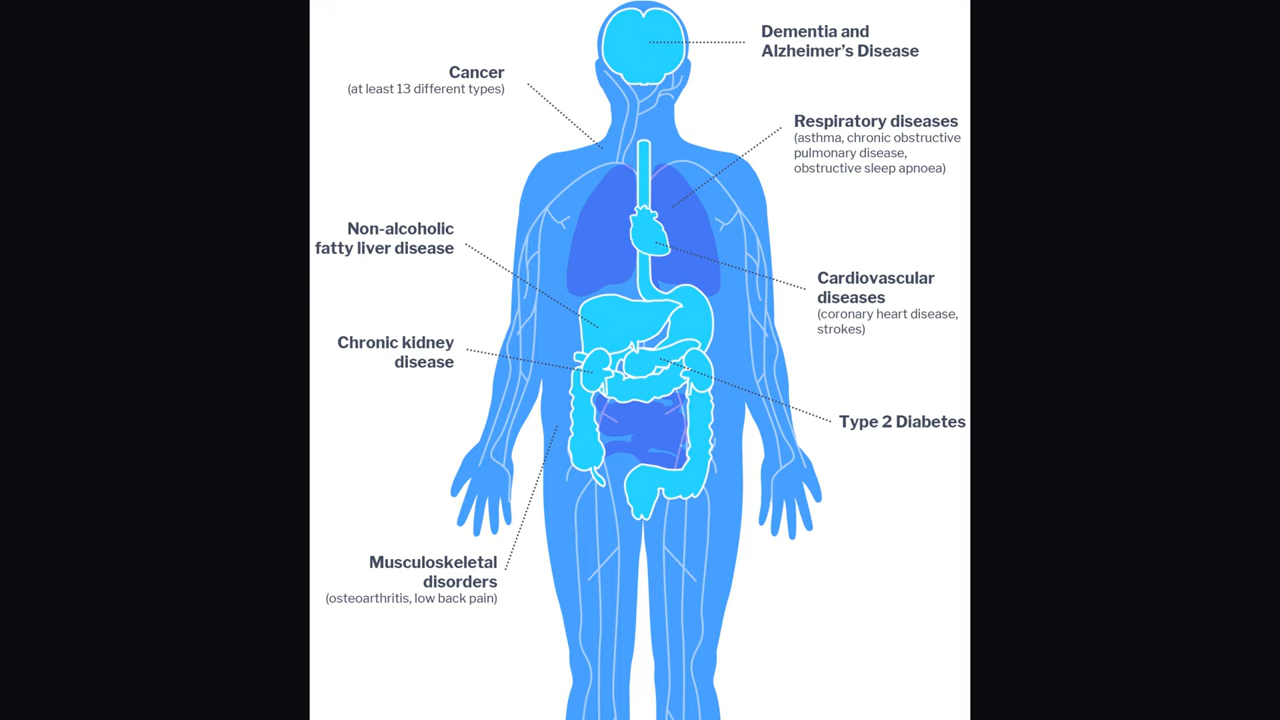 Dementia and
Alzheimer's Disease
Cancer
(at least 13 different types)
Respiratory diseases
(asthma, chronic obstructive
pulmonary disease,
obstructive sleep apnoea)
Non-alcoholic
fatty liver disease
Cardiovascular
diseases
(coronary heart disease,
strokes)
Chronic kidney
disease
Type 2 Diabetes
Musculoskeletal
disorders
(osteoarthritis, low back pain)